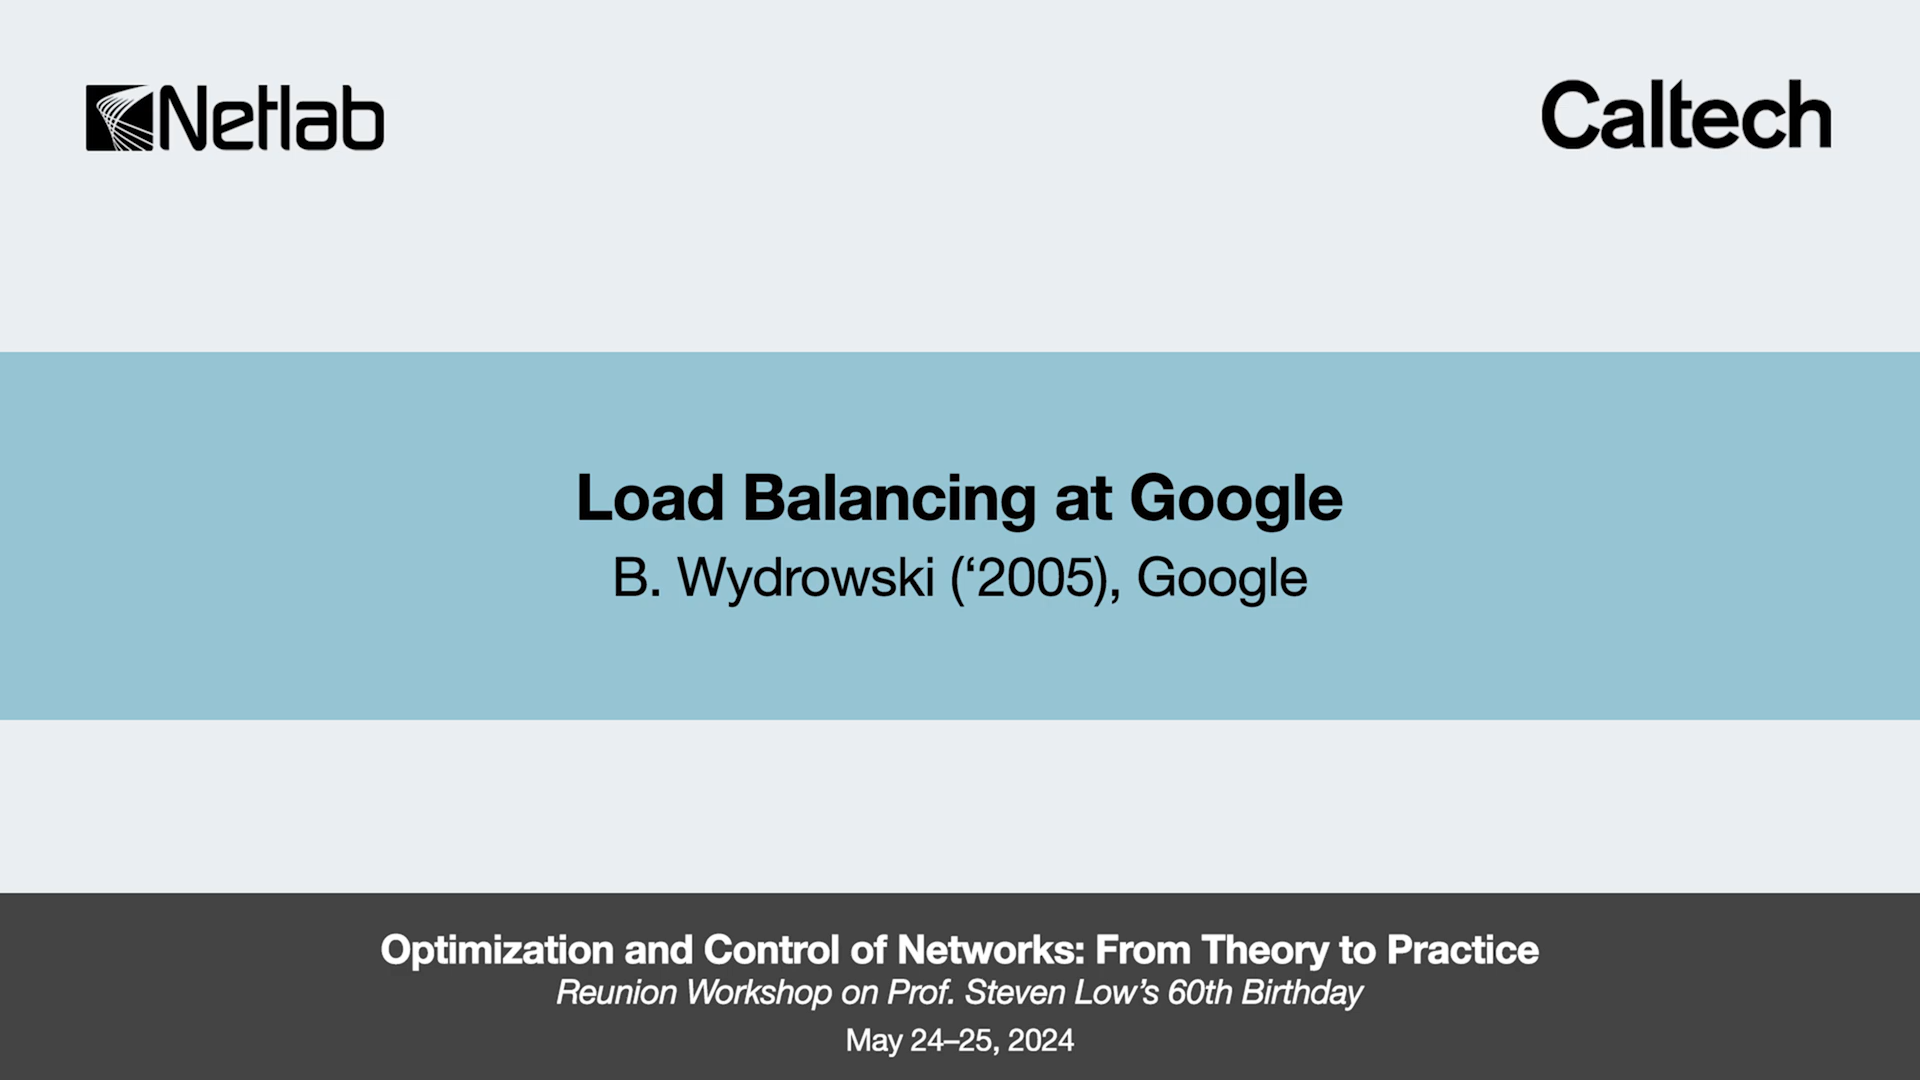 Netlab
Caltech
Load Balancing at Google
B. Wydrowski (‘2005), Google
Optimization and Control of Networks: From Theory to Practice
Reunion Workshop on Prof. Steven Low’s 60th Birthday
May 24–25, 2024